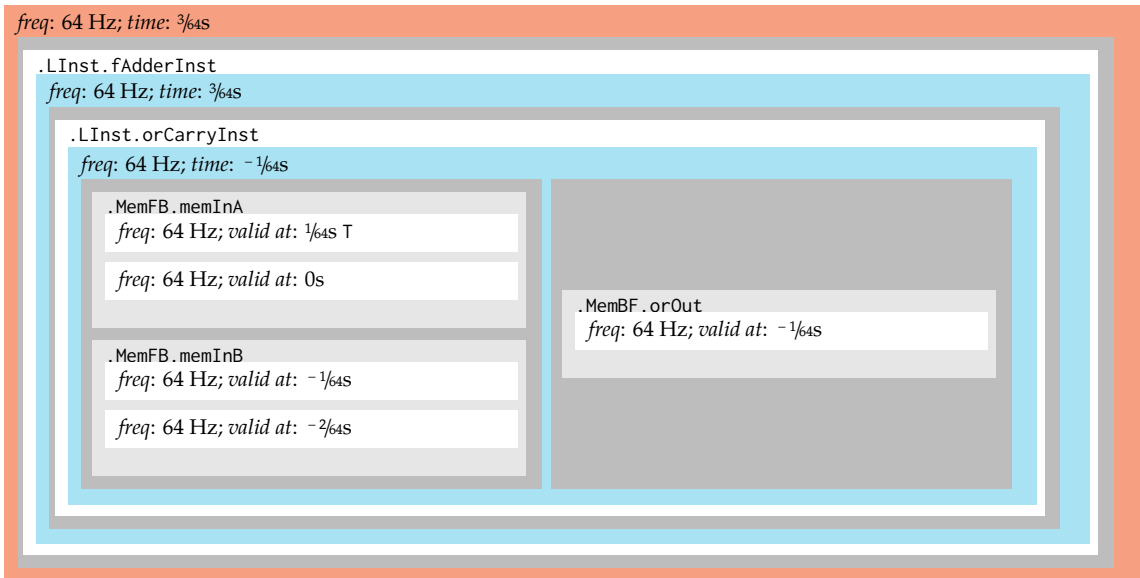 freq: 64 Hz; time: 3⁄64s
.LInst.fAdderInst
freq: 64 Hz; time: 3⁄64s
.LInst.orCarryInst
freq: 64 Hz; time: −1⁄64s
.MemFB.memInA
freq: 64 Hz; valid at: 1⁄64s T
freq: 64 Hz; valid at: 0s
.MemFB.memInB
freq: 64 Hz; valid at: −1⁄64s
freq: 64 Hz; valid at: −2⁄64s
.MemBF.orOut
freq: 64 Hz; valid at: −1⁄64s